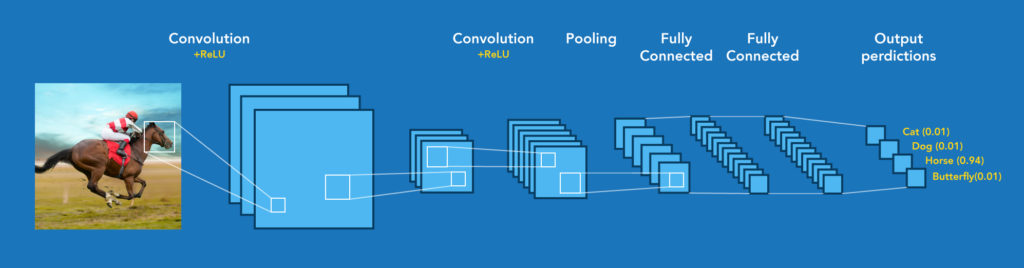 Convolution
+ReLU
Convolution
+ReLU
Pooling
Fully
Connected
Fully
Connected
Output
perdictions
Cat (0.01)
Dog (0.01)
Horse (0.94)
Butterfly(0.01)